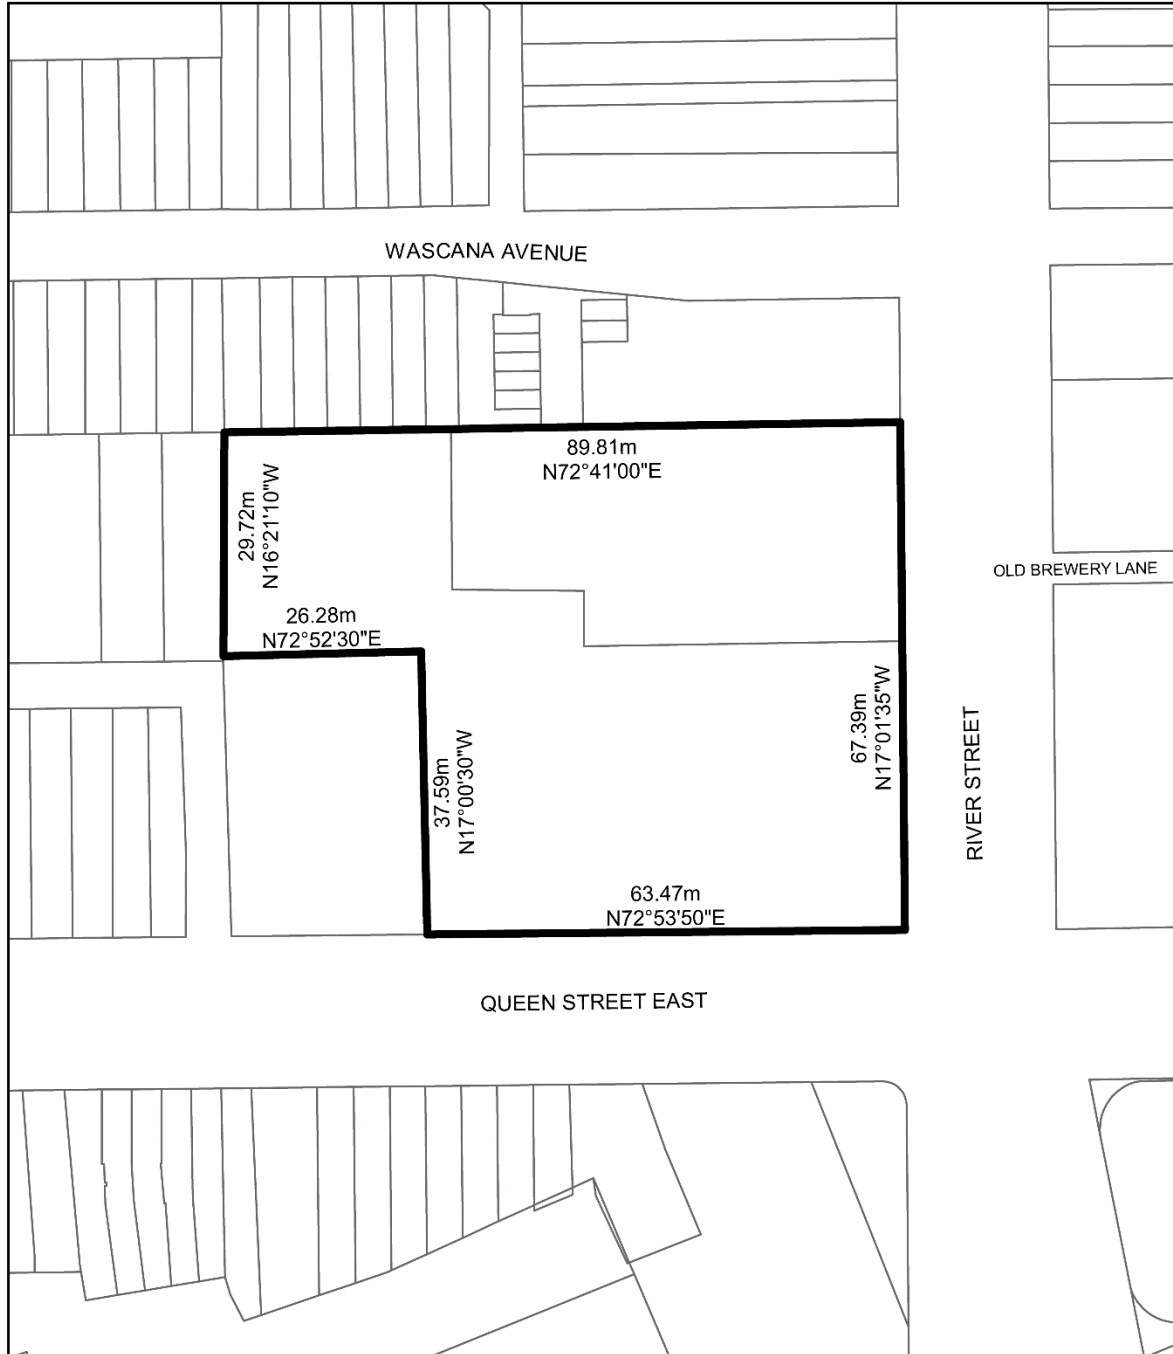 WASCANA AVENUE
89.81m
N72°41'00"E
29.72m
N16°21'10"W
OLD BREWERY LANE
26.28m
N72°52'30"E
67.39m
N17°01'35"W
RIVER STREET
37.59m
N17°00'30"W
63.47m
N72°53'50"E
QUEEN STREET EAST